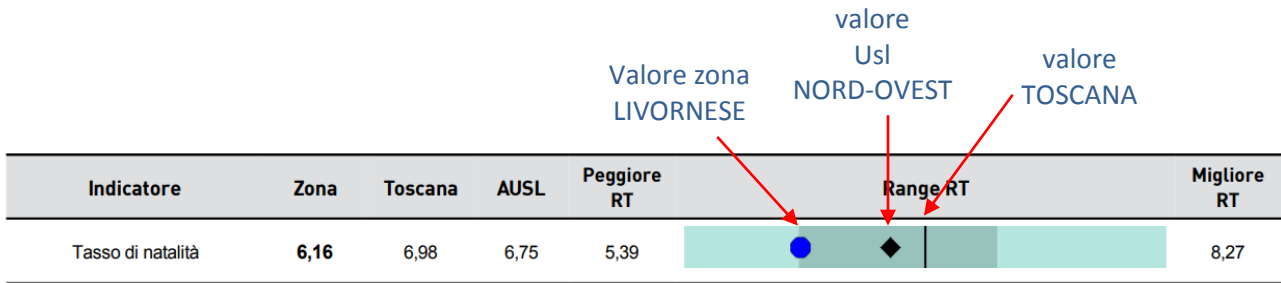 valore
Usl
NORD-OVEST
Valore zona
LIVORNESE
valore
TOSCANA
Indicatore Zona Toscana AUSL Peggiore RT Range RT Migliore RT
Tasso di natalità 6,16 6,98 6,75 5,39 8,27